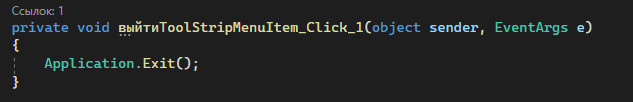 Ссылок: 1
private void выйтиToolStripMenuItem_Click_1(object sender, EventArgs e)
{
Application.Exit();
}